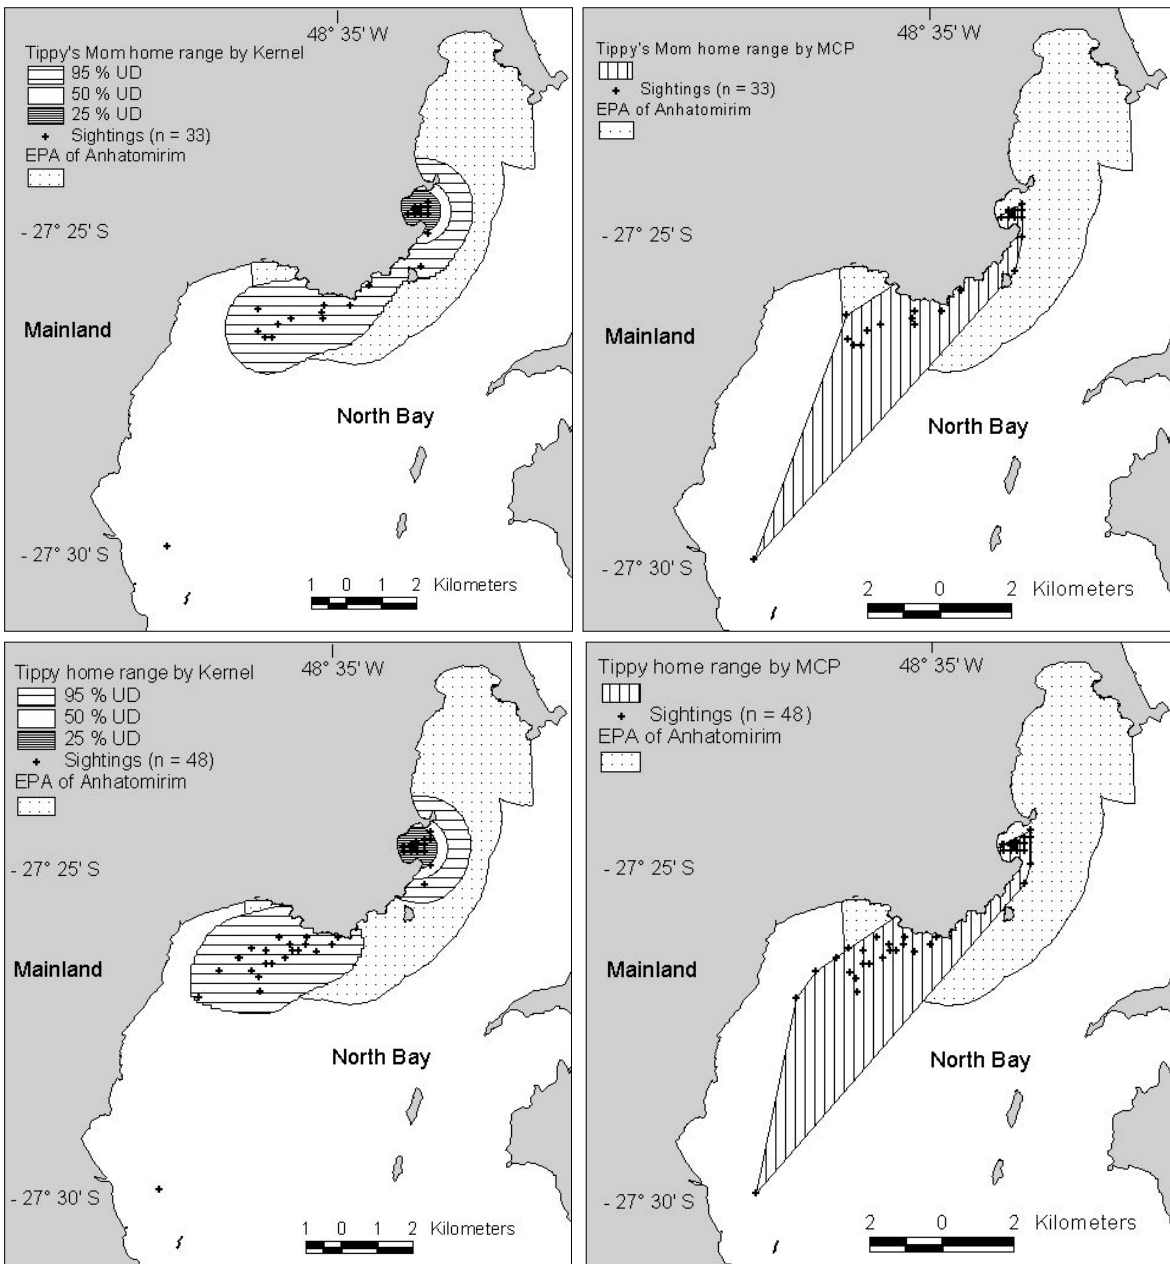 48° 35' W
Tippy's Mom home range by Kernel
95 % UD
50 % UD
25 % UD
Sightings (n = 33)
EPA of Anhatomirim
- 27° 25' S
Mainland
North Bay
- 27° 30' S
1 0 1 2 Kilometers
48° 35' W
Tippy's Mom home range by MCP
Sightings (n = 33)
EPA of Anhatomirim
- 27° 25' S
Mainland
North Bay
- 27° 30' S
2 0 2 Kilometers
48° 35' W
Tippy home range by Kernel
95 % UD
50 % UD
25 % UD
Sightings (n = 48)
EPA of Anhatomirim
- 27° 25' S
Mainland
North Bay
- 27° 30' S
1 0 1 2 Kilometers
48° 35' W
Tippy home range by MCP
Sightings (n = 48)
EPA of Anhatomirim
- 27° 25' S
Mainland
North Bay
- 27° 30' S
2 0 2 Kilometers